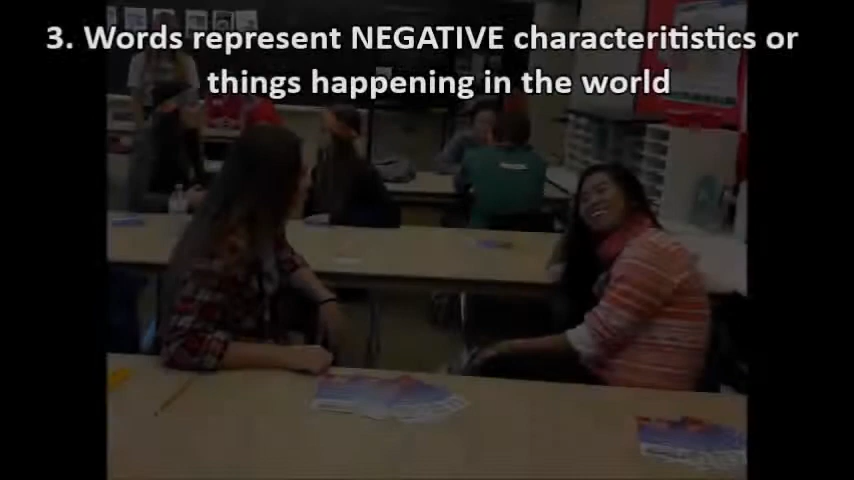 3. Words represent NEGATIVE characteritistics or
things happening in the world